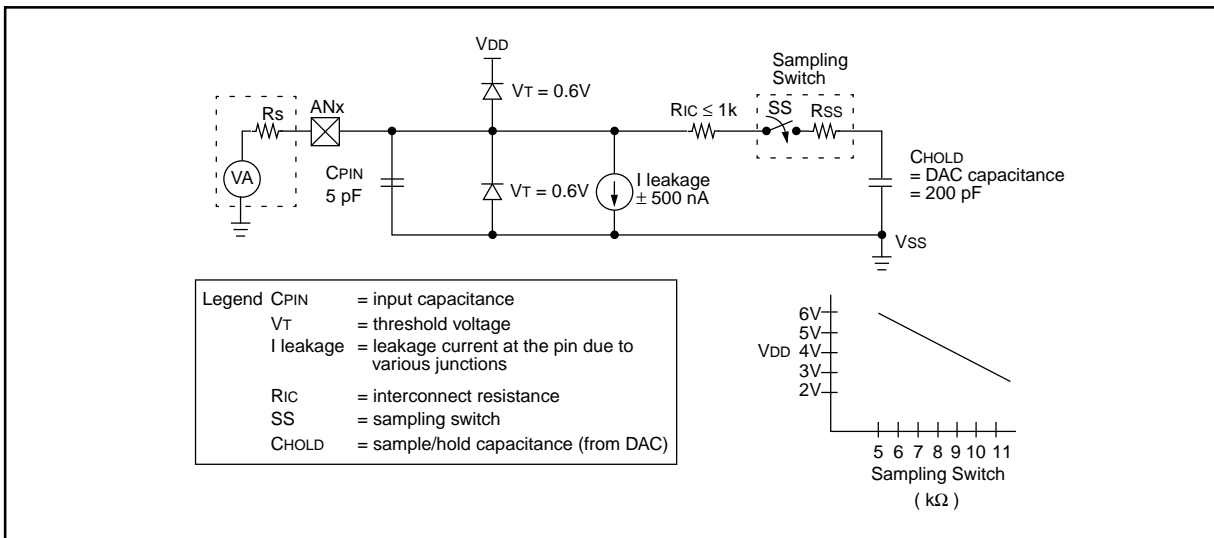 VDD
Sampling
Switch
VT = 0.6V
Rs
ANx
RIC ≤ 1k
SS
RSS
VA
CPIN
5 pF
VT = 0.6V
I leakage
± 500 nA
CHOLD
= DAC capacitance
= 200 pF
VSS
Legend CPIN = input capacitance
VT = threshold voltage
I leakage = leakage current at the pin due to
various junctions
RIC = interconnect resistance
SS = sampling switch
CHOLD = sample/hold capacitance (from DAC)
6V
5V
VDD 4V
3V
2V
5 6 7 8 9 10 11
Sampling Switch
( kΩ )